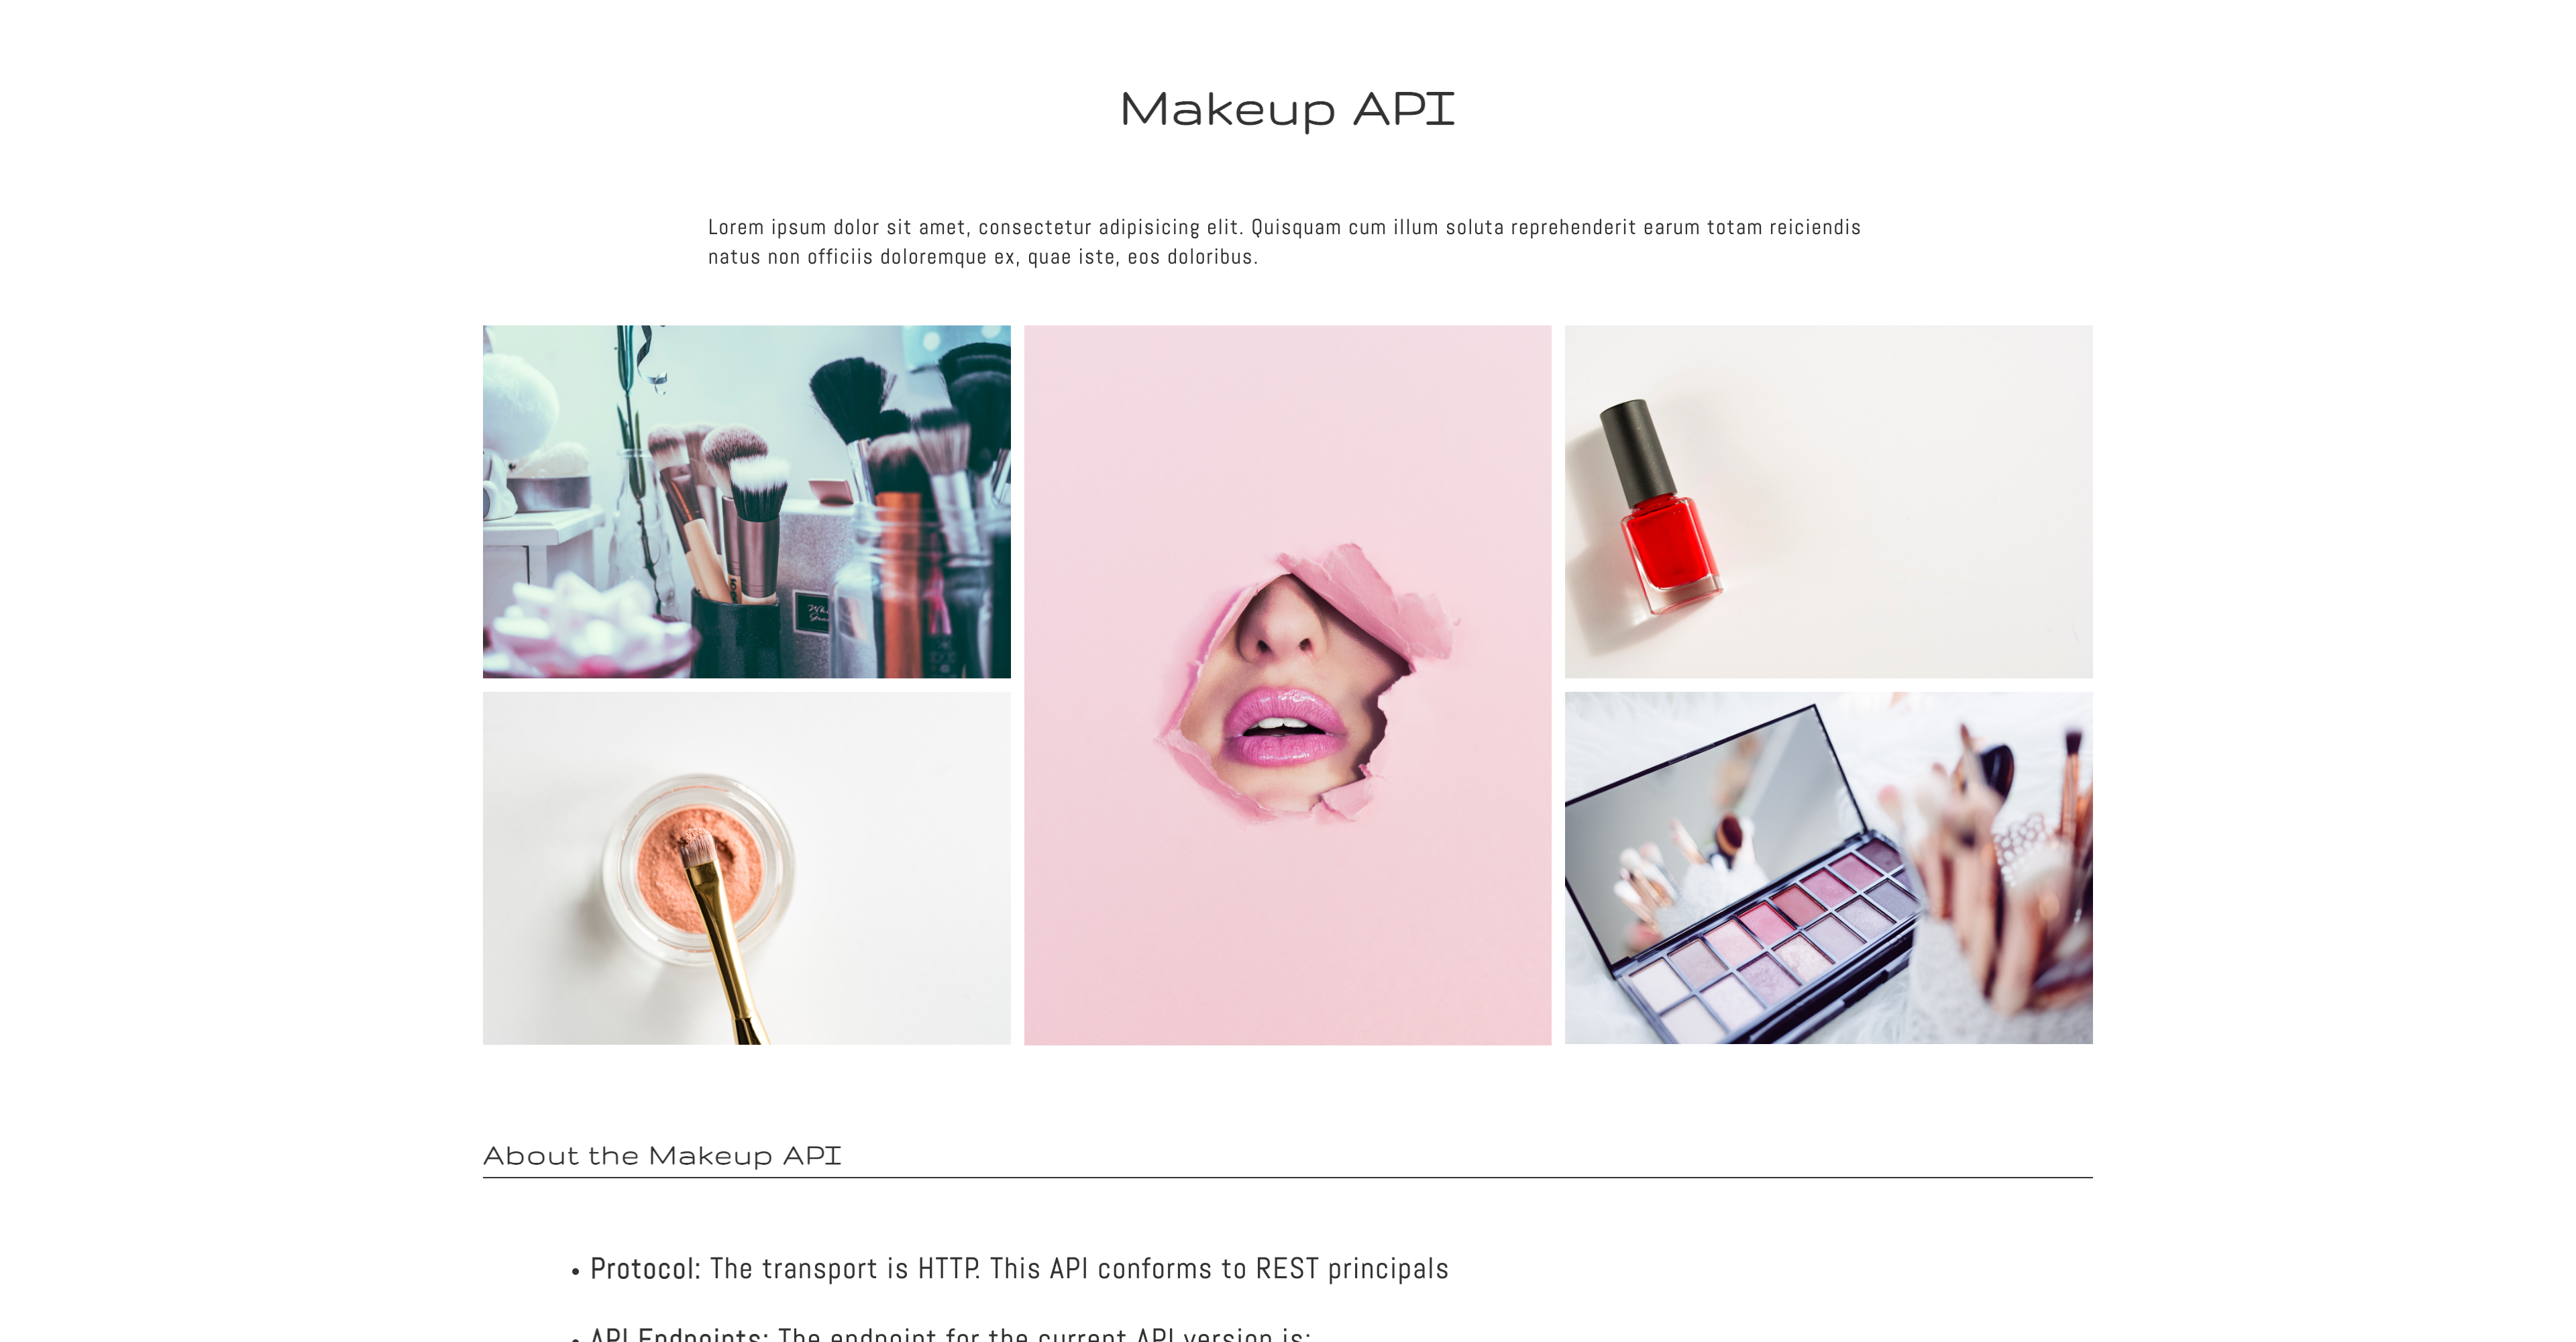 Makeup API
Lorem ipsum dolor sit amet, consectetur adipisicing elit. Quisquam cum illum soluta reprehenderit earum totam reiciendis
natus non officiis doloremque ex, quae iste, eos doloribus.
About the Makeup API
• Protocol: The transport is HTTP. This API conforms to REST principals
• API Endpoints: The endpoint for the current API version is: